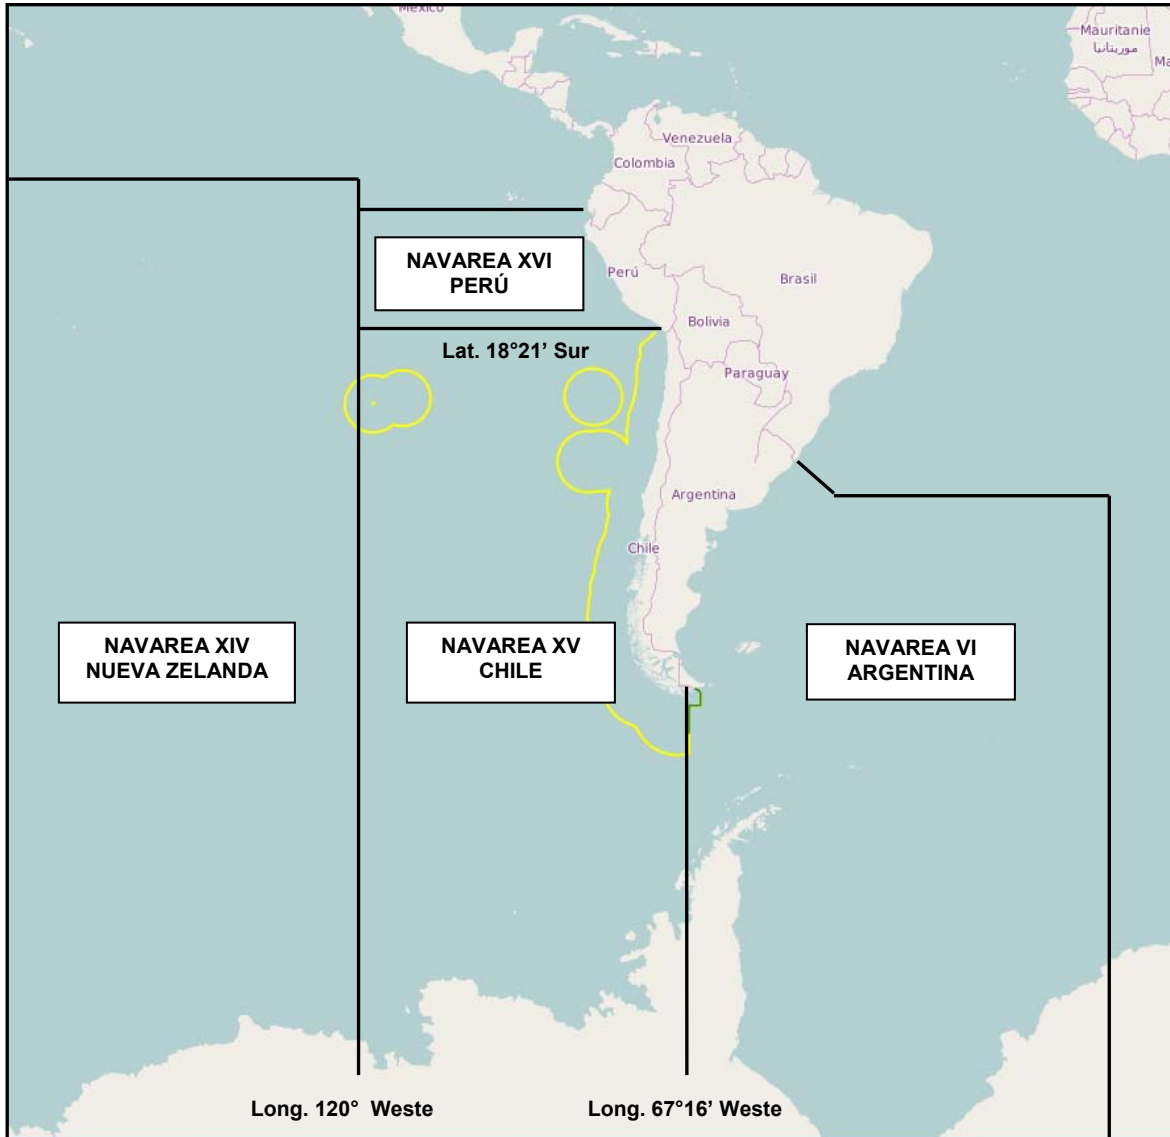 México
Mauritanie
موريتانيا
Ma
Venezuela
Colombia
NAVAREA XVI
PERÚ
Perú
Brasil
Bolivia
Lat. 18°21’ Sur
Paraguay
Argentina
Chile
NAVAREA XIV
NUEVA ZELANDA
NAVAREA XV
CHILE
NAVAREA VI
ARGENTINA
Long. 120° Weste
Long. 67°16’ Weste